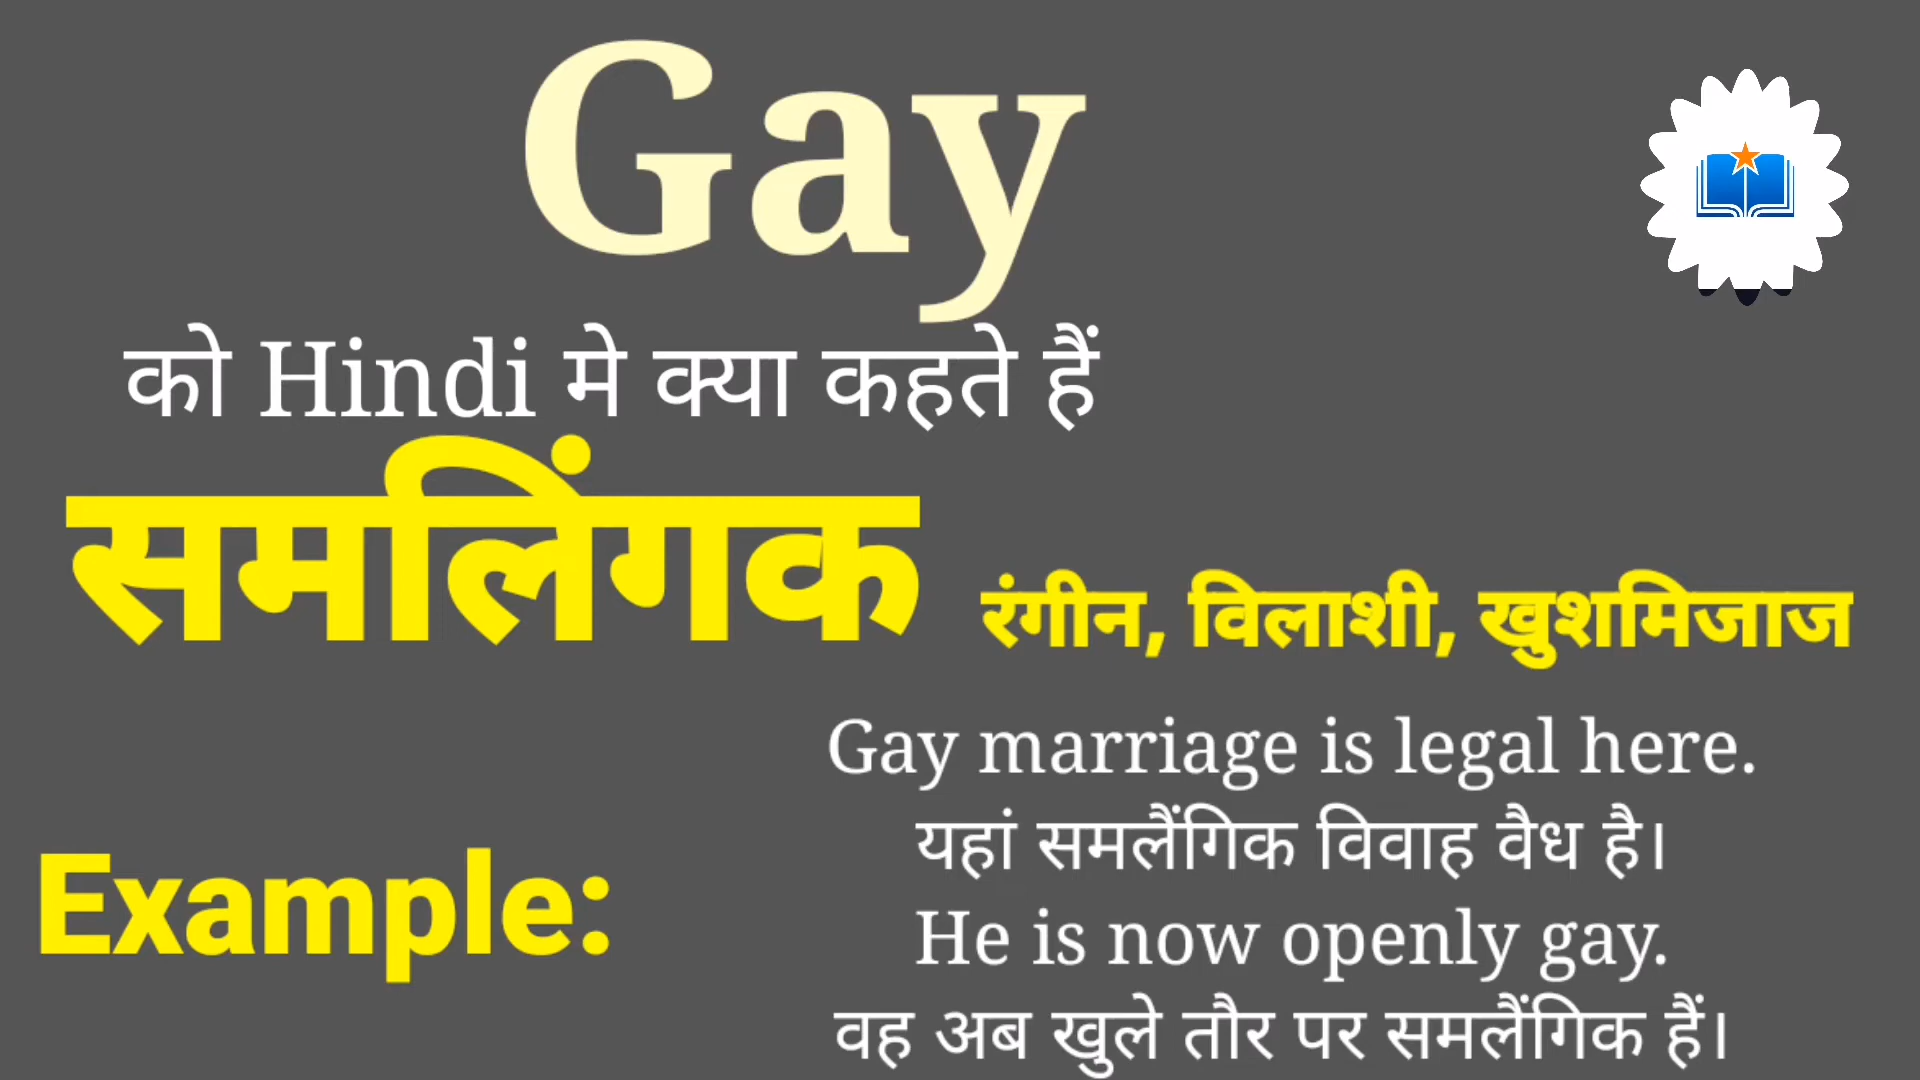 Gay
को Hindi मे क्या कहते हैं
समलिंगक रंगीन, विलाशी, खुशमिजाज
Gay marriage is legal here.
यहां समलैंगिक विवाह वैध है।
Example:
He is now openly gay.
वह अब खुले तौर पर समलैंगिक हैं।